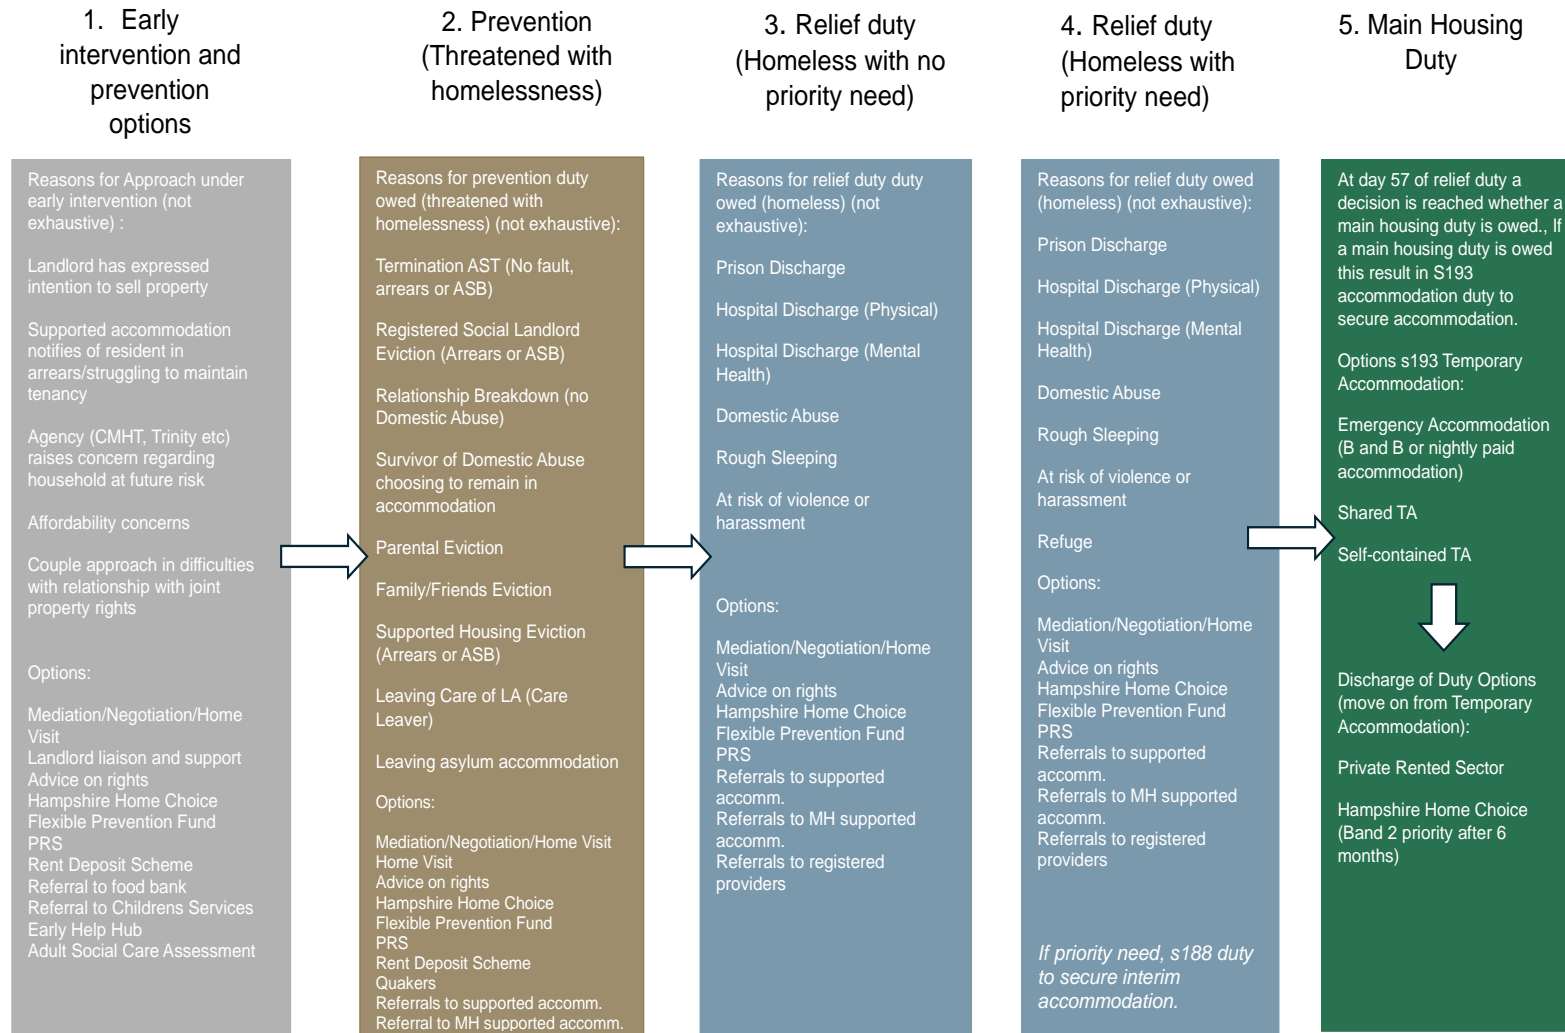 1. Early
intervention and
prevention
options
2. Prevention
(Threatened with
homelessness)
3. Relief duty
(Homeless with no
priority need)
4. Relief duty
(Homeless with
priority need)
5. Main Housing
Duty
Reasons for Approach under
early intervention (not
exhaustive) :
Landlord has expressed
intention to sell property
Supported accommodation
notifies of resident in
arrears/struggling to maintain
tenancy
Agency (CMHT, Trinity etc)
raises concern regarding
household at future risk
Affordability concerns
Couple approach in difficulties
with relationship with joint
property rights
Options:
Mediation/Negotiation/Home
Visit
Landlord liaison and support
Advice on rights
Hampshire Home Choice
Flexible Prevention Fund
PRS
Rent Deposit Scheme
Referral to food bank
Referral to Childrens Services
Early Help Hub
Adult Social Care Assessment
Reasons for prevention duty
owed (threatened with
homelessness) (not exhaustive):
Termination AST (No fault,
arrears or ASB)
Registered Social Landlord
Eviction (Arrears or ASB)
Relationship Breakdown (no
Domestic Abuse)
Survivor of Domestic Abuse
choosing to remain in
accommodation
Parental Eviction
Family/Friends Eviction
Supported Housing Eviction
(Arrears or ASB)
Leaving Care of LA (Care
Leaver)
Leaving asylum accommodation
Options:
Mediation/Negotiation/Home Visit
Home Visit
Advice on rights
Hampshire Home Choice
Flexible Prevention Fund
PRS
Rent Deposit Scheme
Quakers
Referrals to supported accomm.
Referral to MH supported accomm.
Reasons for relief duty duty
owed (homeless) (not
exhaustive):
Prison Discharge
Hospital Discharge (Physical)
Hospital Discharge (Mental
Health)
Domestic Abuse
Rough Sleeping
At risk of violence or
harassment
Options:
Mediation/Negotiation/Home
Visit
Advice on rights
Hampshire Home Choice
Flexible Prevention Fund
PRS
Referrals to supported
accomm.
Referrals to MH supported
accomm.
Referrals to registered
providers
Reasons for relief duty owed
(homeless) (not exhaustive):
Prison Discharge
Hospital Discharge (Physical)
Hospital Discharge (Mental
Health)
Domestic Abuse
Rough Sleeping
At risk of violence or
harassment
Refuge
Options:
Mediation/Negotiation/Home
Visit
Advice on rights
Hampshire Home Choice
Flexible Prevention Fund
PRS
Referrals to supported
accomm.
Referrals to MH supported
accomm.
Referrals to registered
providers
If priority need, s188 duty
to secure interim
accommodation.
At day 57 of relief duty a
decision is reached whether a
main housing duty is owed., If
a main housing duty is owed
this result in S193
accommodation duty to
secure accommodation.
Options s193 Temporary
Accommodation:
Emergency Accommodation
(B and B or nightly paid
accommodation)
Shared TA
Self-contained TA
Discharge of Duty Options
(move on from Temporary
Accommodation):
Private Rented Sector
Hampshire Home Choice
(Band 2 priority after 6
months)